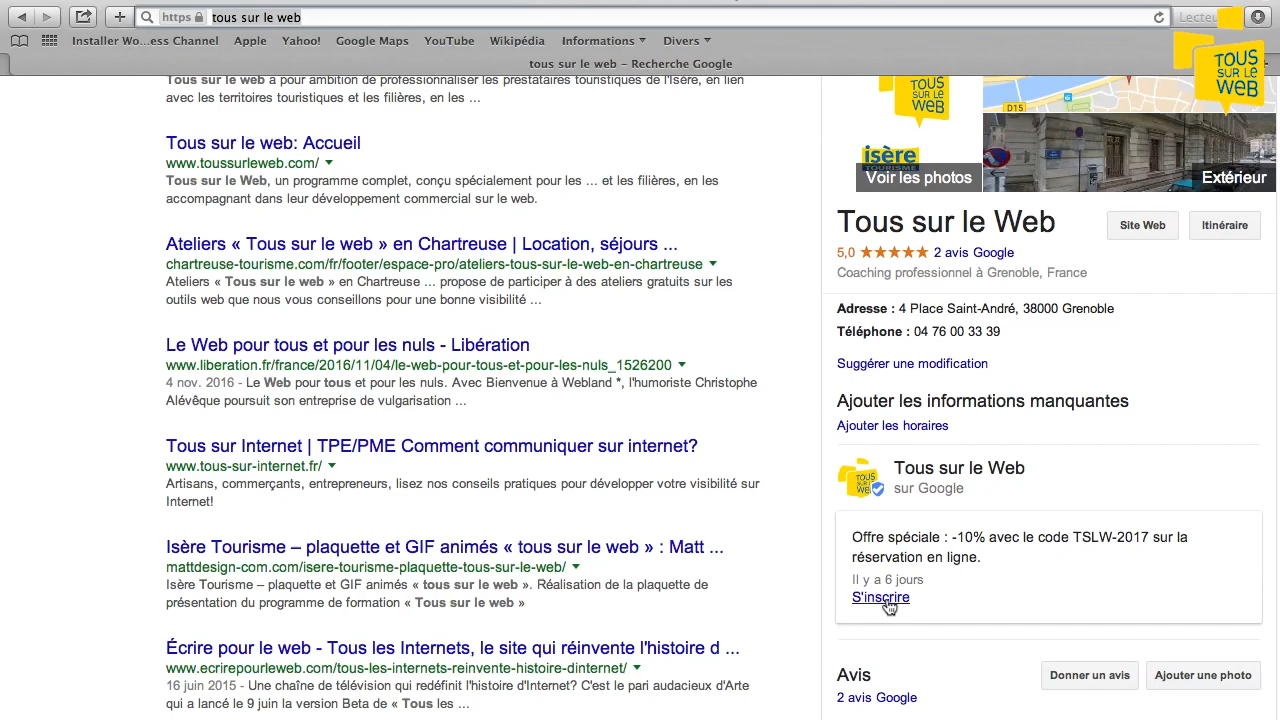 https tous sur le web
Installer Wo...ess Channel Apple Yahoo! Google Maps YouTube Wikipédia Informations Divers
tous sur le web – Recherche Google
TOUS
SUR LE
WEB
Tous sur le web a pour ambition de professionnaliser les prestataires touristiques de l'Isère, en lien
avec les territoires touristiques et les filières, en les ...
Tous sur le web: Accueil
www.toussurleweb.com/
Tous sur le Web, un programme complet, conçu spécialement pour les ... et les filières, en les
accompagnant dans leur développement commercial sur le web.
Ateliers « Tous sur le web » en Chartreuse | Location, séjours ...
chartreuse-tourisme.com/fr/footer/espace-pro/ateliers-tous-sur-le-web-en-chartreuse
Ateliers « Tous sur le web » en Chartreuse ... propose de participer à des ateliers gratuits sur les
outils web que nous vous conseillons pour une bonne visibilité ...
Le Web pour tous et pour les nuls - Libération
www.liberation.fr/france/2016/11/04/le-web-pour-tous-et-pour-les-nuls_1526200
4 nov. 2016 - Le Web pour tous et pour les nuls. Avec Bienvenue à Webland *, l'humoriste Christophe
Alévêque poursuit son entreprise de vulgarisation ...
Tous sur Internet | TPE/PME Comment communiquer sur internet?
www.tous-sur-internet.fr/
Artisans, commerçants, entrepreneurs, lisez nos conseils pratiques pour développer votre visibilité sur
Internet!
Isère Tourisme – plaquette et GIF animés « tous sur le web » : Matt ...
mattdesign-com.com/isere-tourisme-plaquette-tous-sur-le-web/
Isère Tourisme – plaquette et GIF animés « tous sur le web ». Réalisation de la plaquette de
présentation du programme de formation « Tous sur le web »
Écrire pour le web - Tous les Internets, le site qui réinvente l'histoire d ...
www.ecrirepourleweb.com/tous-les-internets-reinvente-histoire-dinternet/
16 juin 2015 - Une chaîne de télévision qui redéfinit l'histoire d'Internet? C'est le pari audacieux d'Arte
qui a lancé le 9 juin la version Beta de « Tous les ...
TOUS
SUR LE
WEB
isère
TOURISME
Voir les photos
D15
Extérieur
Tous sur le Web
Site Web Itinéraire
5,0 2 avis Google
Coaching professionnel à Grenoble, France
Adresse : 4 Place Saint-André, 38000 Grenoble
Téléphone : 04 76 00 33 39
Suggérer une modification
Ajouter les informations manquantes
Ajouter les horaires
TOUS
SUR LE
WEB
Tous sur le Web
sur Google
Offre spéciale : -10% avec le code TSLW-2017 sur la
réservation en ligne.
Il y a 6 jours
S'inscrire
Avis
Donner un avis Ajouter une photo
2 avis Google